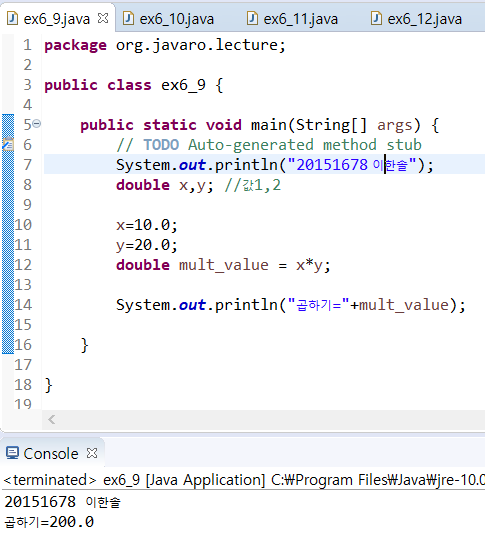 ex6_9.java ex6_10.java ex6_11.java ex6_12.java
1 package org.javaro.lecture;
2
3 public class ex6_9 {
4
5 public static void main(String[] args) {
6 // TODO Auto-generated method stub
7 System.out.println("20151678 이한솔");
8 double x,y; //값1,2
9
10 x=10.0;
11 y=20.0;
12 double mult_value = x*y;
13
14 System.out.println("곱하기="+mult_value);
15
16 }
17
18 }
19
Console
<terminated> ex6_9 [Java Application] C:₩Program Files₩Java₩jre-10.0
20151678 이한솔
곱하기=200.0